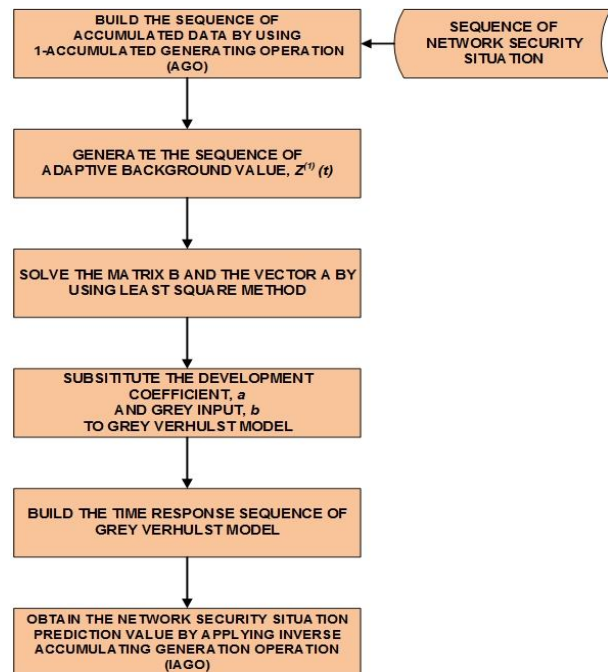 BUILD THE SEQUENCE OF
ACCUMULATED DATA BY USING
1-ACCUMULATED GENERATING OPERATION
(AGO)
SEQUENCE OF
NETWORK SECURITY
SITUATION
GENERATE THE SEQUENCE OF
ADAPTIVE BACKGROUND VALUE, Z⁽¹⁾ (t)
SOLVE THE MATRIX B AND THE VECTOR A BY
USING LEAST SQUARE METHOD
SUBSITITUTE THE DEVELOPMENT
COEFFICIENT, a
AND GREY INPUT, b
TO GREY VERHULST MODEL
BUILD THE TIME RESPONSE SEQUENCE OF
GREY VERHULST MODEL
OBTAIN THE NETWORK SECURITY SITUATION
PREDICTION VALUE BY APPLYING INVERSE
ACCUMULATING GENERATION OPERATION
(IAGO)